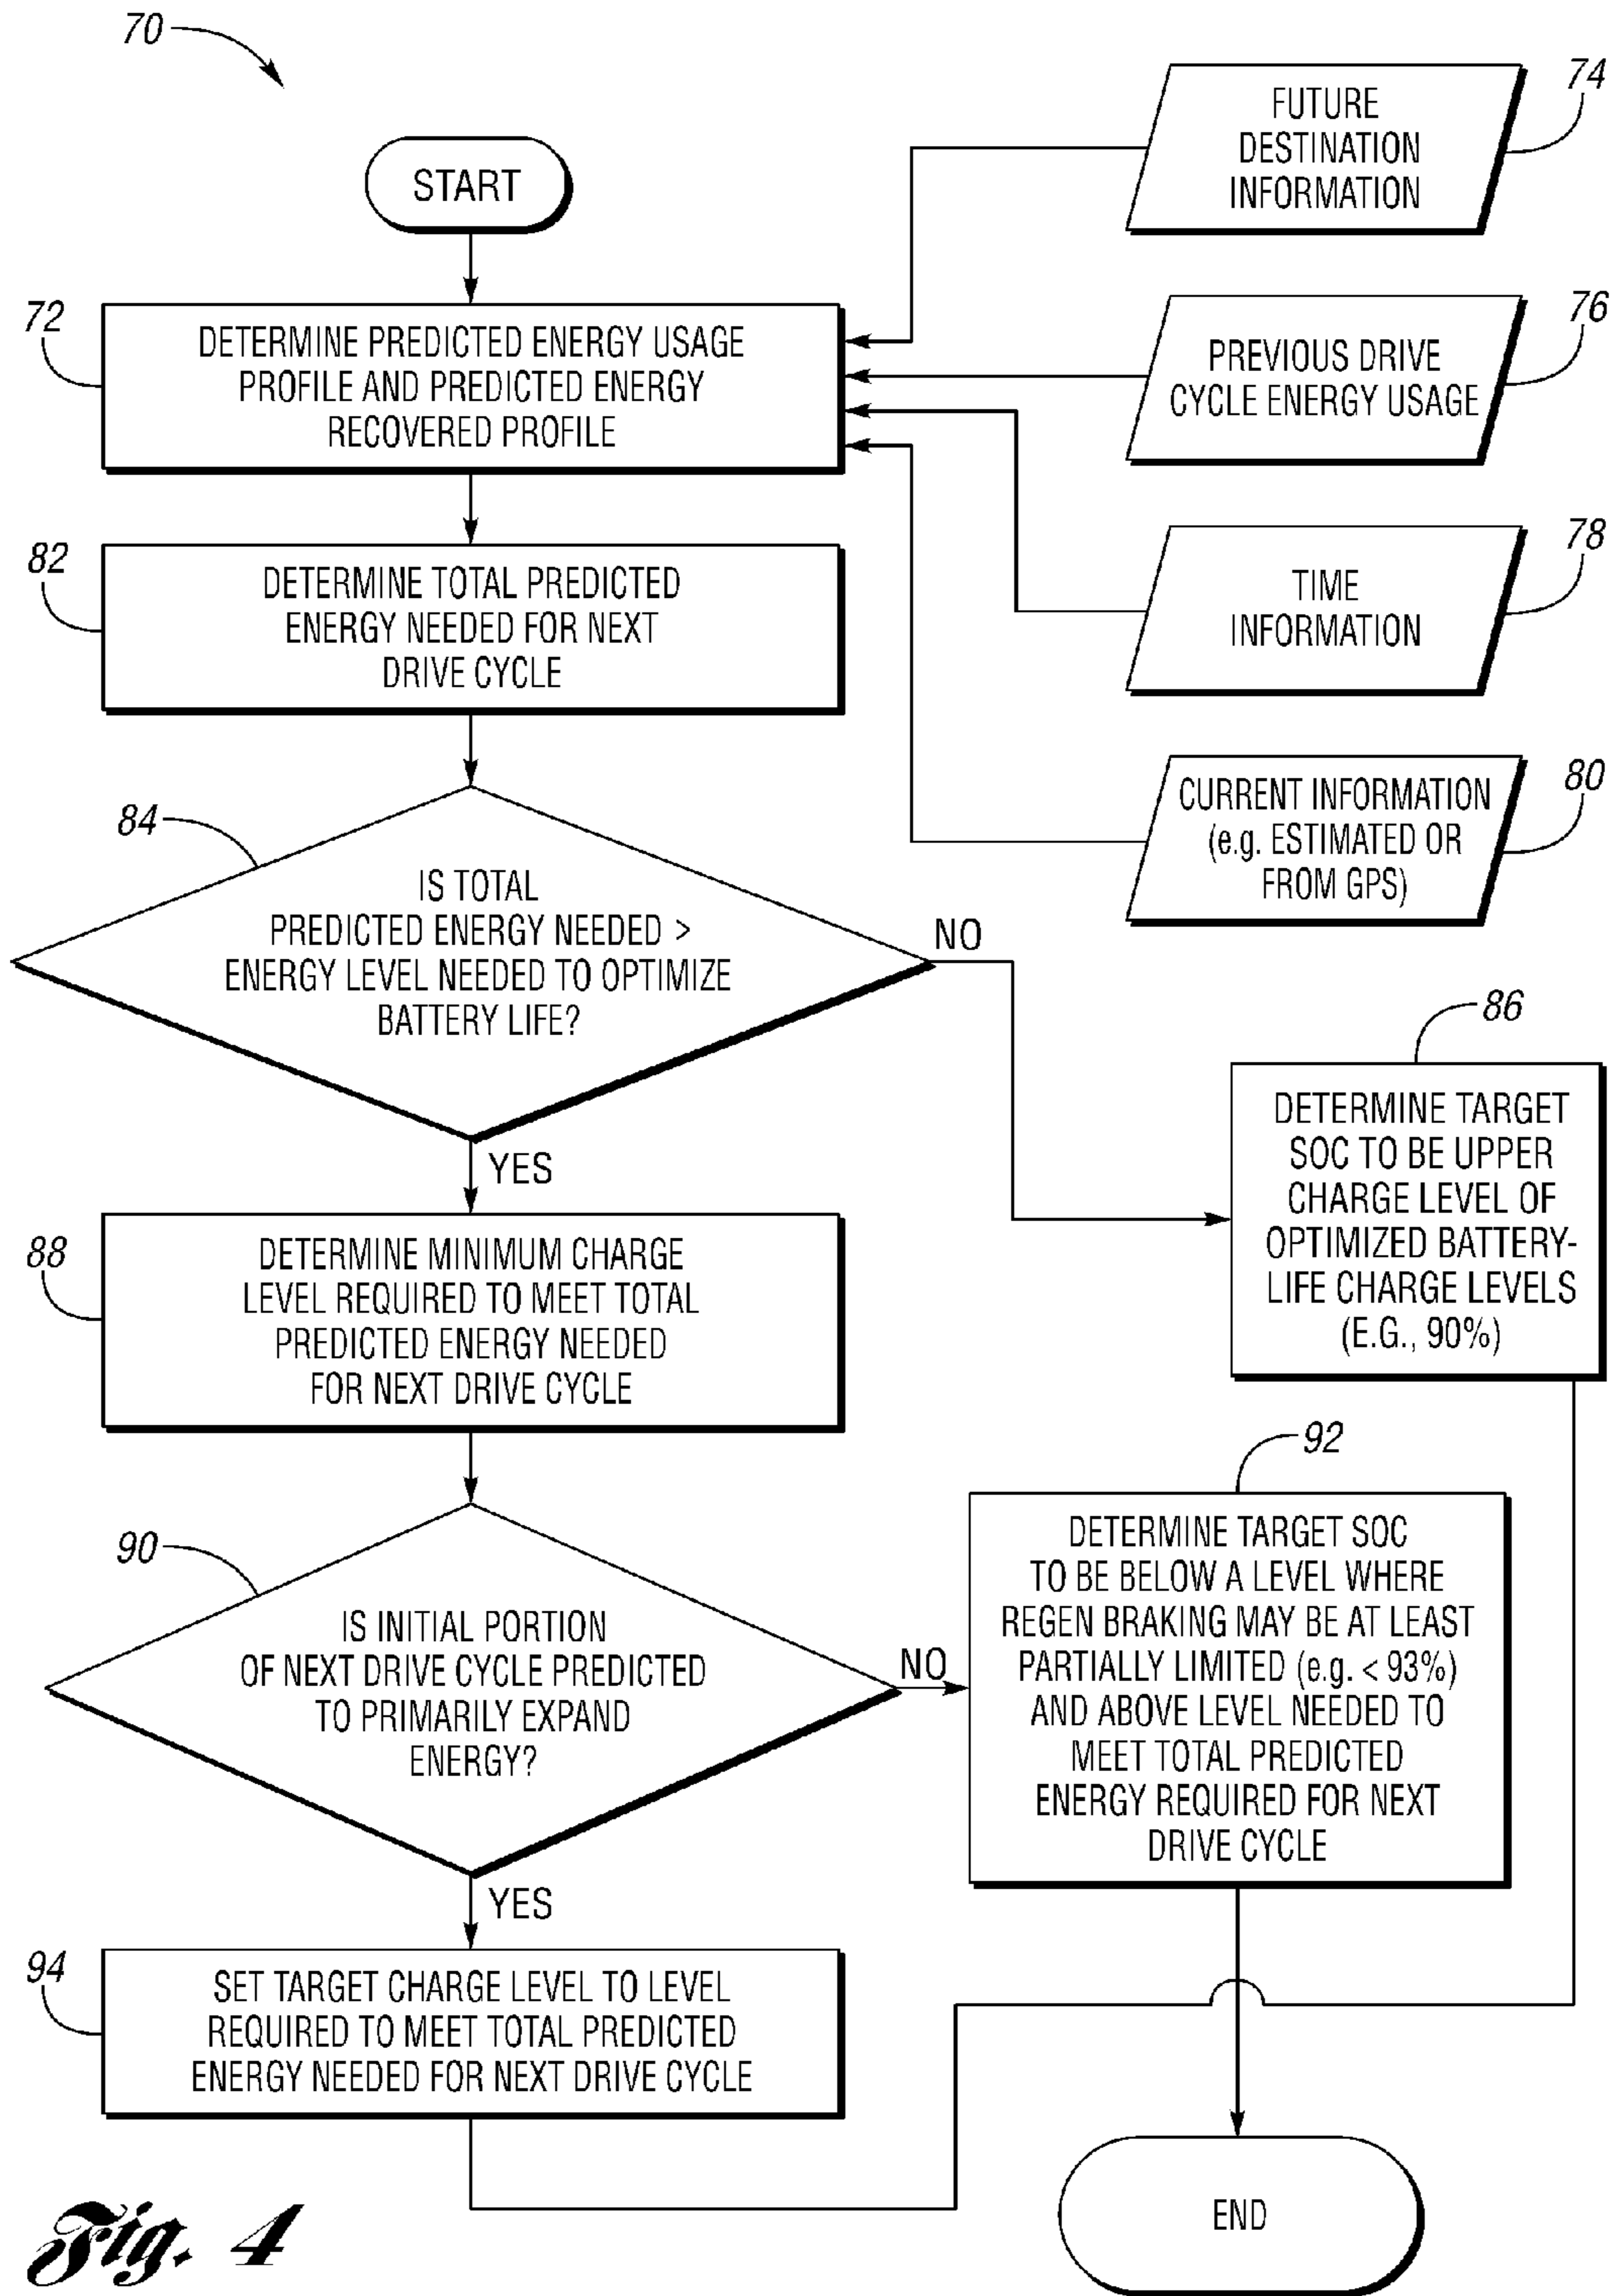 70
START
72
DETERMINE PREDICTED ENERGY USAGE
PROFILE AND PREDICTED ENERGY
RECOVERED PROFILE
74
FUTURE
DESTINATION
INFORMATION
76
PREVIOUS DRIVE
CYCLE ENERGY USAGE
78
TIME
INFORMATION
80
CURRENT INFORMATION
(e.g. ESTIMATED OR
FROM GPS)
82
DETERMINE TOTAL PREDICTED
ENERGY NEEDED FOR NEXT
DRIVE CYCLE
84
IS TOTAL
PREDICTED ENERGY NEEDED >
ENERGY LEVEL NEEDED TO OPTIMIZE
BATTERY LIFE?
NO
YES
86
DETERMINE TARGET
SOC TO BE UPPER
CHARGE LEVEL OF
OPTIMIZED BATTERY-
LIFE CHARGE LEVELS
(E.G., 90%)
88
DETERMINE MINIMUM CHARGE
LEVEL REQUIRED TO MEET TOTAL
PREDICTED ENERGY NEEDED
FOR NEXT DRIVE CYCLE
90
IS INITIAL PORTION
OF NEXT DRIVE CYCLE PREDICTED
TO PRIMARILY EXPAND
ENERGY?
NO
YES
92
DETERMINE TARGET SOC
TO BE BELOW A LEVEL WHERE
REGEN BRAKING MAY BE AT LEAST
PARTIALLY LIMITED (e.g. < 93%)
AND ABOVE LEVEL NEEDED TO
MEET TOTAL PREDICTED
ENERGY REQUIRED FOR NEXT
DRIVE CYCLE
94
SET TARGET CHARGE LEVEL TO LEVEL
REQUIRED TO MEET TOTAL PREDICTED
ENERGY NEEDED FOR NEXT DRIVE CYCLE
END
Fig. 4